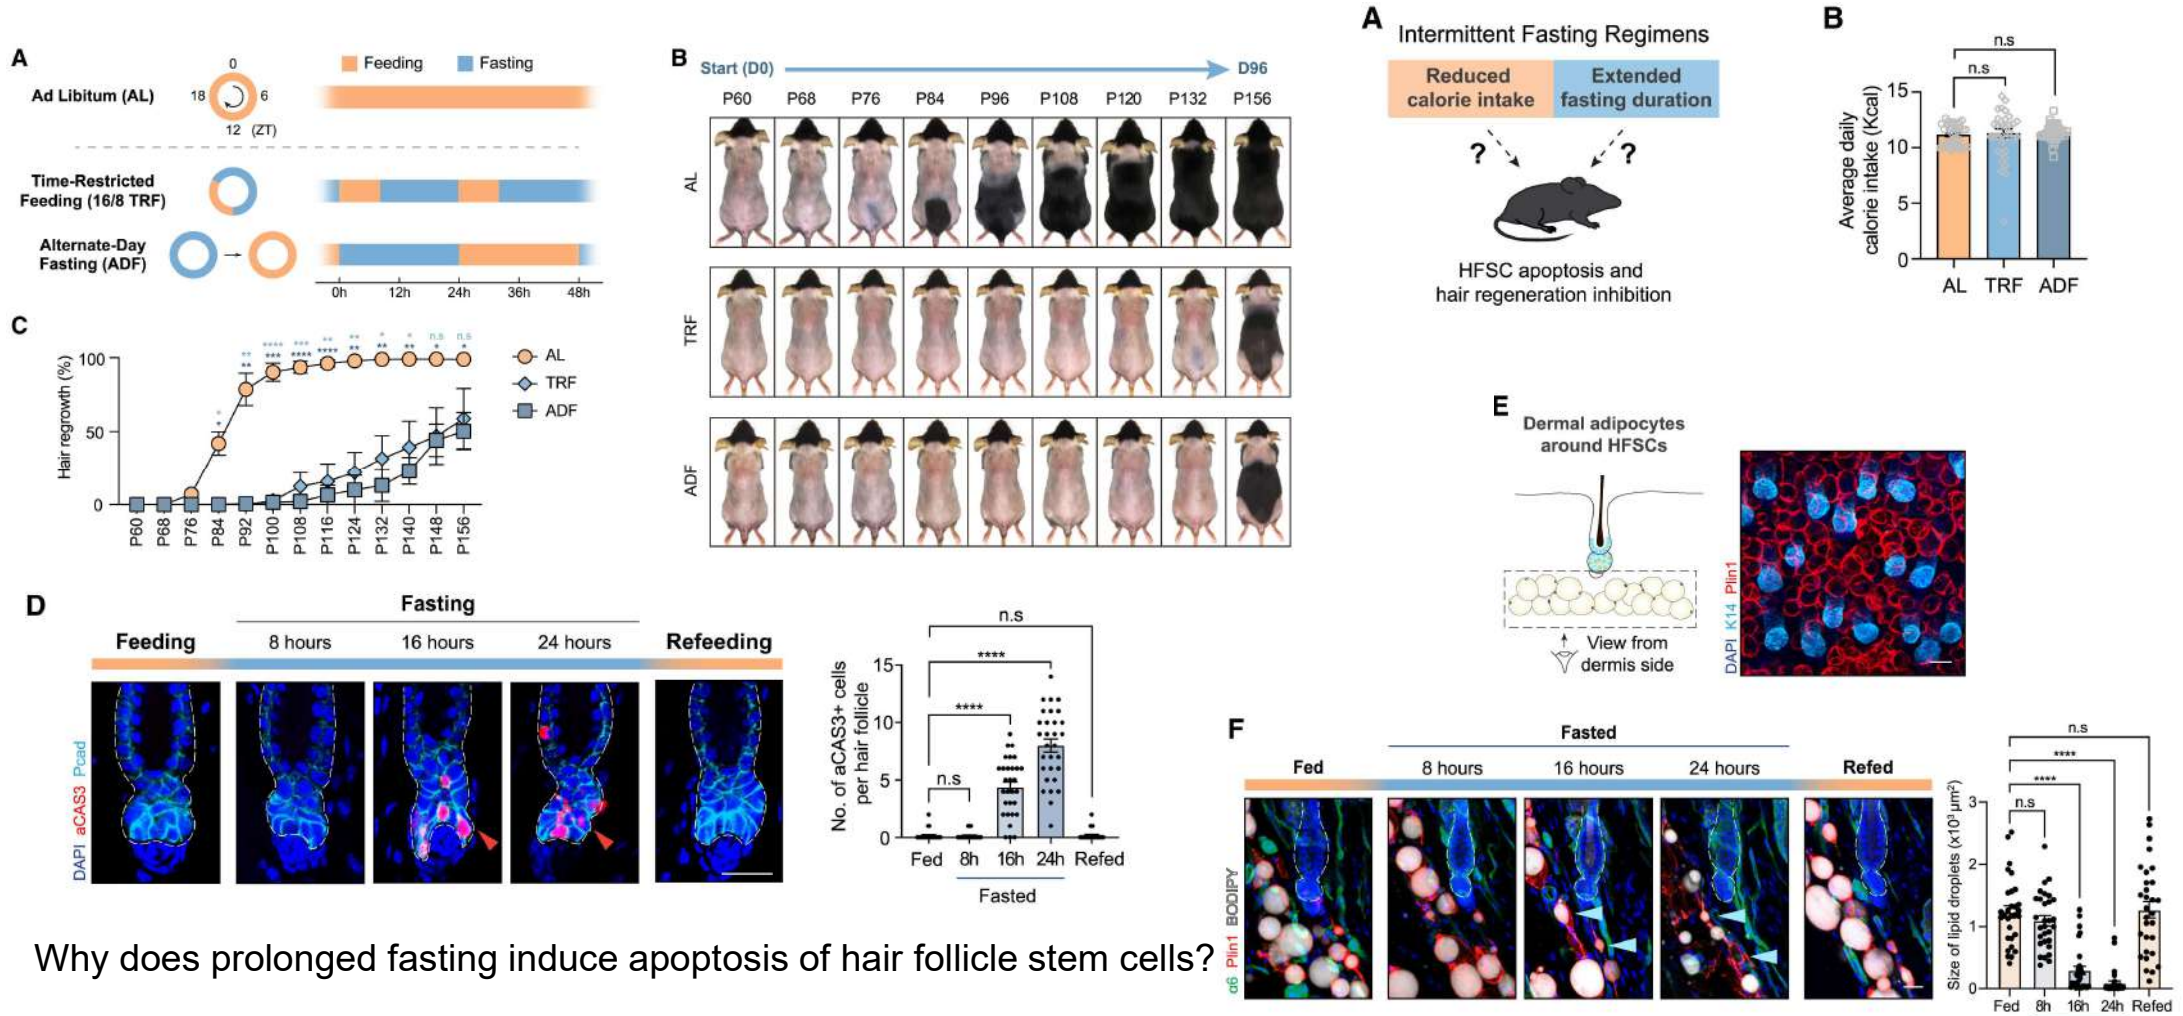 A
Feeding
Fasting
Ad Libitum (AL)
0
18
6
12 (ZT)
Time-Restricted
Feeding (16/8 TRF)
Alternate-Day
Fasting (ADF)
0h
12h
24h
36h
48h
B
Start (D0)
D96
P60
P68
P76
P84
P96
P108
P120
P132
P156
AL
TRF
ADF
C
Hair regrowth (%)
100
50
0
* *
** **
**** ***
*** ****
** ****
** **
* **
* **
n.s *
n.s *
AL
TRF
ADF
P60
P68
P76
P84
P92
P100
P108
P116
P124
P132
P140
P148
P156
D
Fasting
Feeding
8 hours
16 hours
24 hours
Refeeding
DAPI aCAS3 Pcad
No. of aCAS3+ cells
per hair follicle
15
10
5
0
n.s
****
****
n.s
Fed
8h
16h
24h
Refed
Fasted
Why does prolonged fasting induce apoptosis of hair follicle stem cells?
A
Intermittent Fasting Regimens
Reduced
calorie intake
Extended
fasting duration
?
?
HFSC apoptosis and
hair regeneration inhibition
B
Average daily
calorie intake (Kcal)
15
10
5
0
n.s
n.s
AL
TRF
ADF
E
Dermal adipocytes
around HFSCs
View from
dermis side
DAPI K14 Plin1
F
Fasted
Fed
8 hours
16 hours
24 hours
Refed
α6 Plin1 BODIPY
Size of lipid droplets (x10³ μm²)
3
2
1
0
n.s
****
****
n.s
Fed
8h
16h
24h
Refed